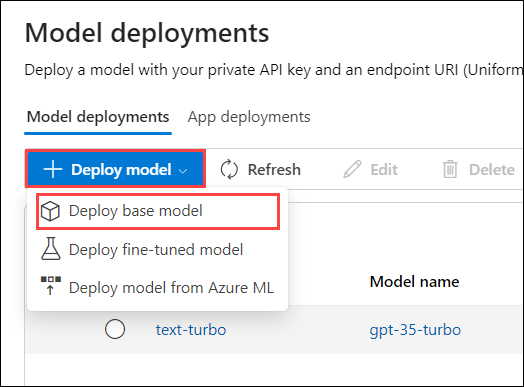 Model deployments
Deploy a model with your private API key and an endpoint URI (Uniform
Model deployments App deployments
Deploy model Refresh Edit Delete
Deploy base model
Deploy fine-tuned model
Deploy model from Azure ML
Model name
text-turbo gpt-35-turbo